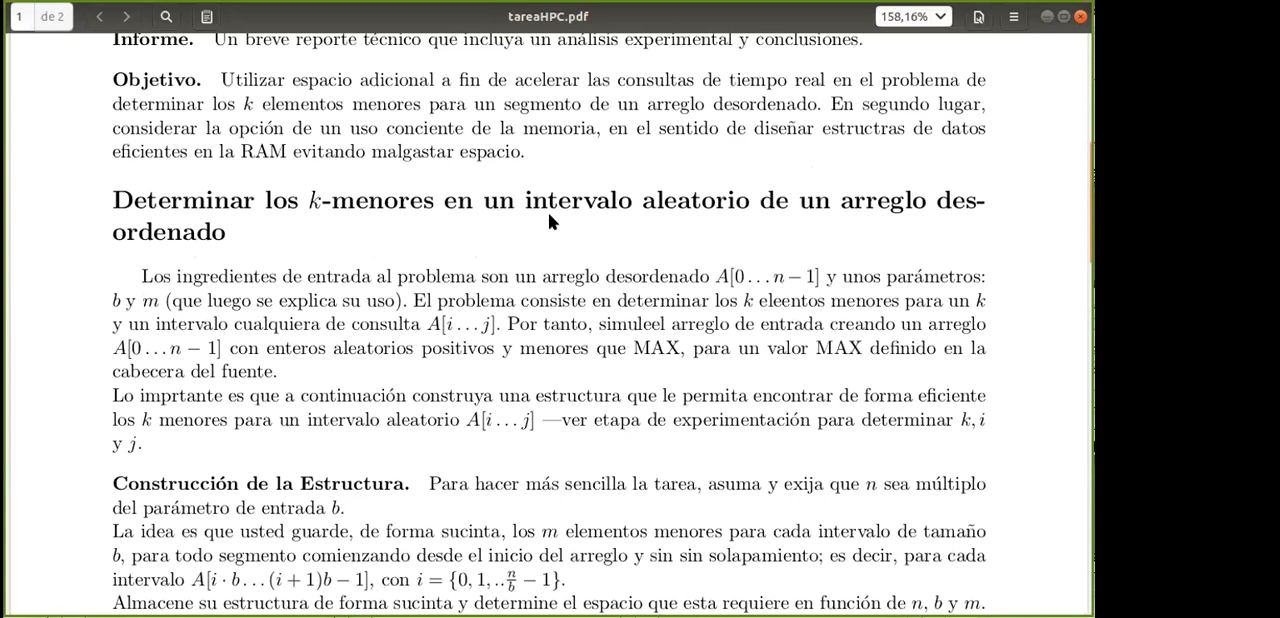 1 de 2 tareaHPC.pdf 158,16%
Informe. Un breve reporte técnico que incluya un análisis experimental y conclusiones.
Objetivo. Utilizar espacio adicional a fin de acelerar las consultas de tiempo real en el problema de
determinar los k elementos menores para un segmento de un arreglo desordenado. En segundo lugar,
considerar la opción de un uso conciente de la memoria, en el sentido de diseñar estructras de datos
eficientes en la RAM evitando malgastar espacio.
Determinar los k-menores en un intervalo aleatorio de un arreglo des-
ordenado
Los ingredientes de entrada al problema son un arreglo desordenado A[0...n − 1] y unos parámetros:
b y m (que luego se explica su uso). El problema consiste en determinar los k eleentos menores para un k
y un intervalo cualquiera de consulta A[i...j]. Por tanto, simuleel arreglo de entrada creando un arreglo
A[0...n − 1] con enteros aleatorios positivos y menores que MAX, para un valor MAX definido en la
cabecera del fuente.
Lo imprtante es que a continuación construya una estructura que le permita encontrar de forma eficiente
los k menores para un intervalo aleatorio A[i...j] —ver etapa de experimentación para determinar k, i
y j.
Construcción de la Estructura. Para hacer más sencilla la tarea, asuma y exija que n sea múltiplo
del parámetro de entrada b.
La idea es que usted guarde, de forma sucinta, los m elementos menores para cada intervalo de tamaño
b, para todo segmento comienzando desde el inicio del arreglo y sin sin solapamiento; es decir, para cada
intervalo A[i · b...(i + 1)b − 1], con i = {0, 1, ..n/b − 1}.
Almacene su estructura de forma sucinta y determine el espacio que esta requiere en función de n, b y m.